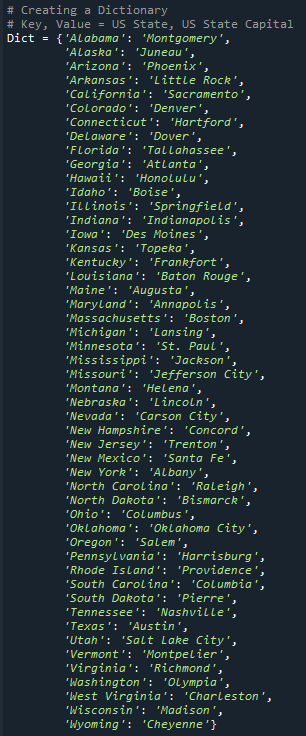 # Creating a Dictionary
# Key, Value = US State, US State Capital
Dict = {'Alabama': 'Montgomery',
'Alaska': 'Juneau',
'Arizona': 'Phoenix',
'Arkansas': 'Little Rock',
'California': 'Sacramento',
'Colorado': 'Denver',
'Connecticut': 'Hartford',
'Delaware': 'Dover',
'Florida': 'Tallahassee',
'Georgia': 'Atlanta',
'Hawaii': 'Honolulu',
'Idaho': 'Boise',
'Illinois': 'Springfield',
'Indiana': 'Indianapolis',
'Iowa': 'Des Moines',
'Kansas': 'Topeka',
'Kentucky': 'Frankfort',
'Louisiana': 'Baton Rouge',
'Maine': 'Augusta',
'Maryland': 'Annapolis',
'Massachusetts': 'Boston',
'Michigan': 'Lansing',
'Minnesota': 'St. Paul',
'Mississippi': 'Jackson',
'Missouri': 'Jefferson City',
'Montana': 'Helena',
'Nebraska': 'Lincoln',
'Nevada': 'Carson City',
'New Hampshire': 'Concord',
'New Jersey': 'Trenton',
'New Mexico': 'Santa Fe',
'New York': 'Albany',
'North Carolina': 'Raleigh',
'North Dakota': 'Bismarck',
'Ohio': 'Columbus',
'Oklahoma': 'Oklahoma City',
'Oregon': 'Salem',
'Pennsylvania': 'Harrisburg',
'Rhode Island': 'Providence',
'South Carolina': 'Columbia',
'South Dakota': 'Pierre',
'Tennessee': 'Nashville',
'Texas': 'Austin',
'Utah': 'Salt Lake City',
'Vermont': 'Montpelier',
'Virginia': 'Richmond',
'Washington': 'Olympia',
'West Virginia': 'Charleston',
'Wisconsin': 'Madison',
'Wyoming': 'Cheyenne'}